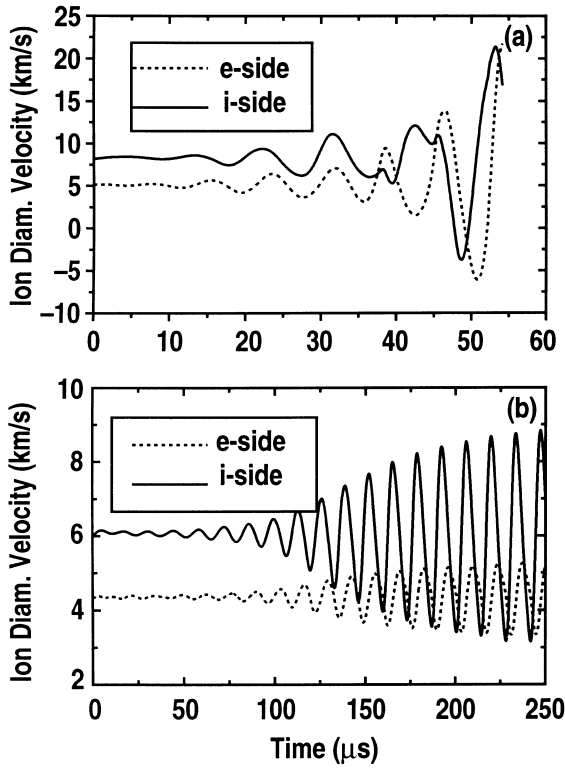 (a)
Ion Diam. Velocity (km/s)
25
20
15
10
5
0
−5
−10
e-side
i-side
0 10 20 30 40 50 60
(b)
Ion Diam. Velocity (km/s)
10
8
6
4
2
e-side
i-side
0 50 100 150 200 250
Time (μs)